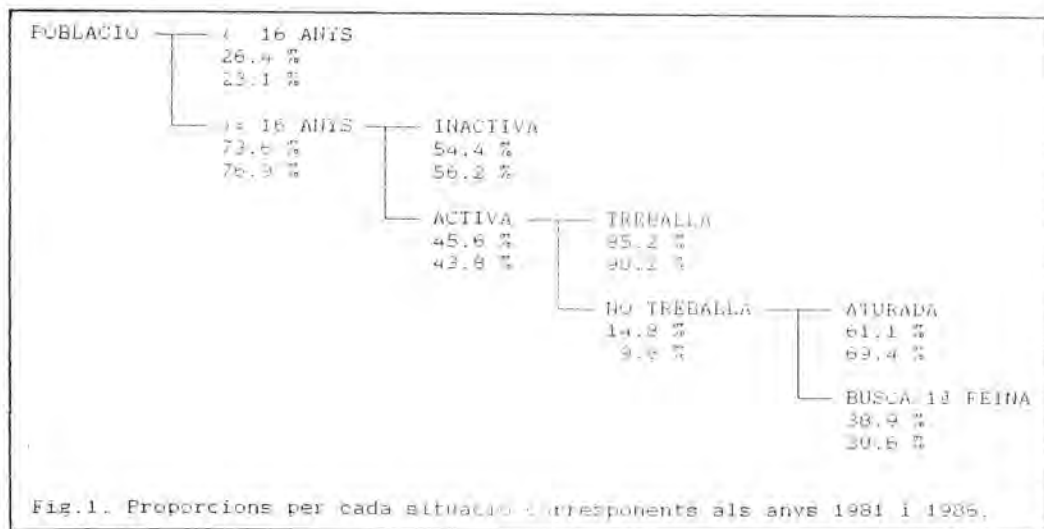 POBLACIO < 16 ANYS
26.4 %
23.1 %
>= 16 ANYS INACTIVA
73.6 % 54.4 %
76.9 % 56.2 %
ACTIVA TREBALLA
45.6 % 85.2 %
43.8 % 90.2 %
NO TREBALLA ATURADA
14.8 % 61.1 %
9.8 % 69.4 %
BUSCA 1ª FEINA
38.9 %
30.6 %
Fig.1. Proporcions per cada situacio corresponents als anys 1981 i 1986.